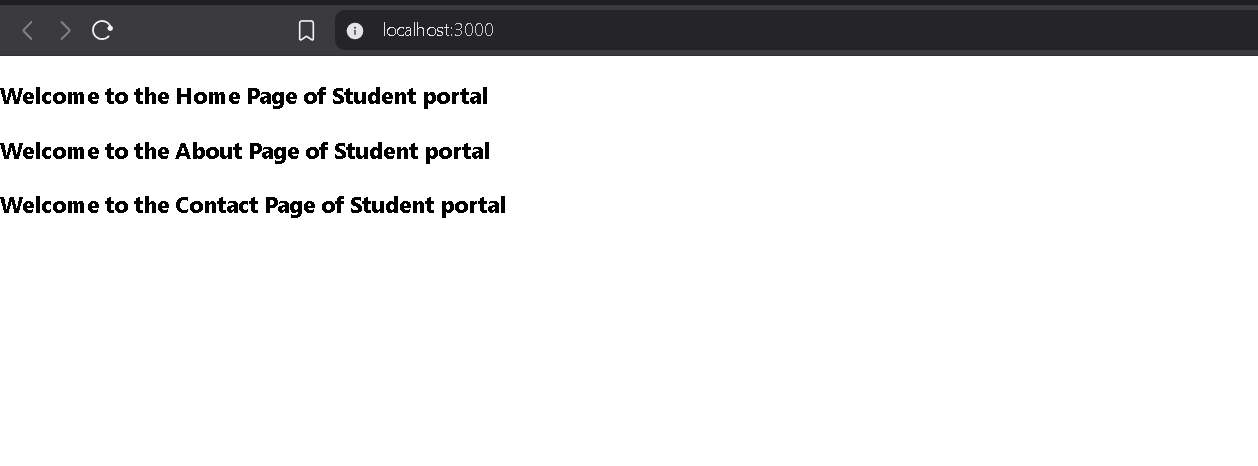 localhost:3000
Welcome to the Home Page of Student portal
Welcome to the About Page of Student portal
Welcome to the Contact Page of Student portal